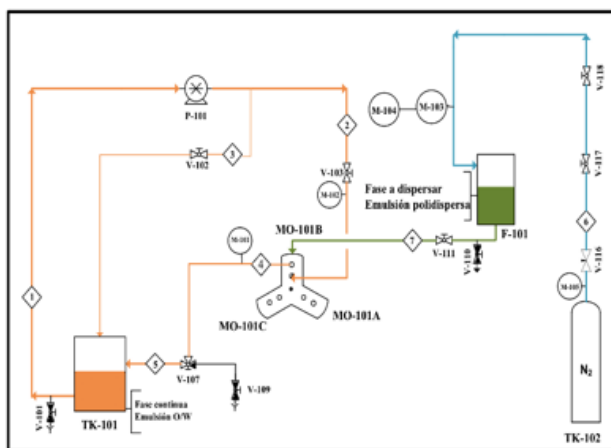 P-101
V-118
M-104
M-103
2
3
V-102
V-103
M-102
V-117
Fase a dispersar
Emulsión polidispersa
F-101
6
MO-101B
7
V-111
V-110
V-116
M-101
4
M-105
1
MO-101C
MO-101A
5
V-107
V-109
N2
V-101
TK-101
Fase continua
Emulsión O/W
TK-102